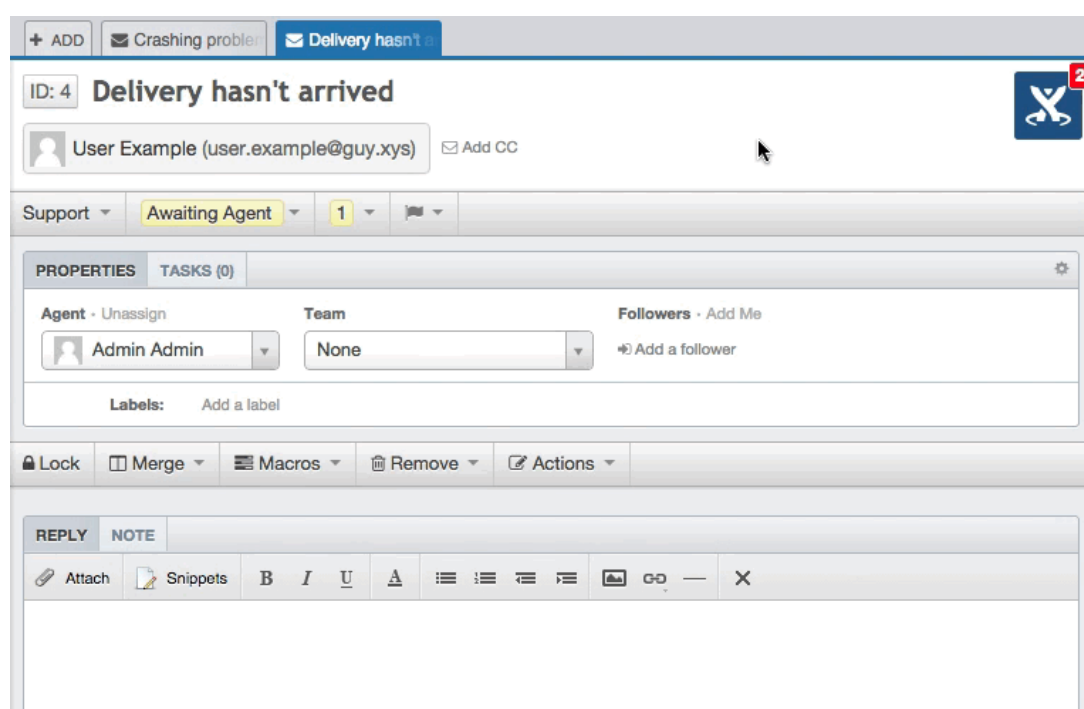 + ADD Crashing problem Delivery hasn't a
ID: 4 Delivery hasn't arrived
2
User Example (user.example@guy.xys) Add CC
Support Awaiting Agent 1
PROPERTIES TASKS (0)
Agent · Unassign Team Followers · Add Me
Admin Admin None Add a follower
Labels: Add a label
Lock Merge Macros Remove Actions
REPLY NOTE
Attach Snippets B I U A